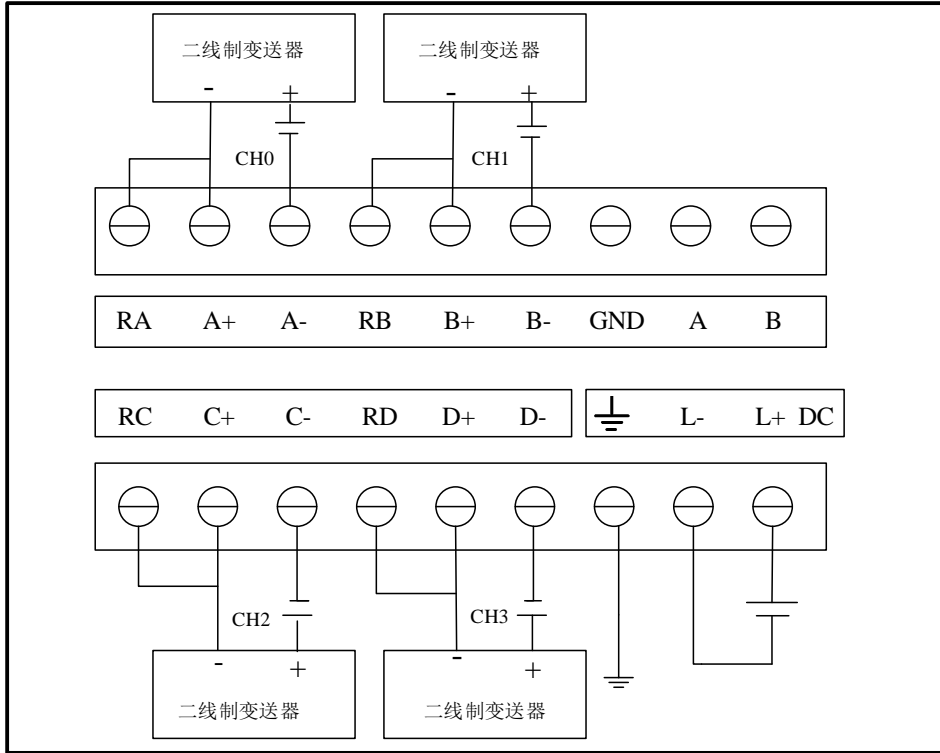 二线制变送器 二线制变送器
- + - +
CH0 CH1
RA A+ A- RB B+ B- GND A B
RC C+ C- RD D+ D- L- L+ DC
CH2 CH3
- + - +
二线制变送器 二线制变送器